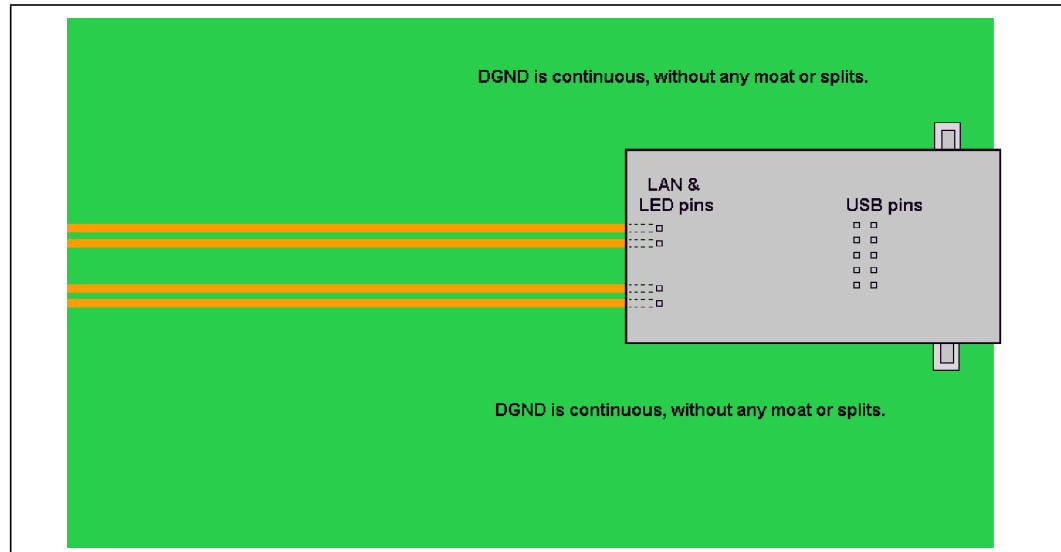 DGND is continuous, without any moat or splits.
LAN &
LED pins
USB pins
DGND is continuous, without any moat or splits.